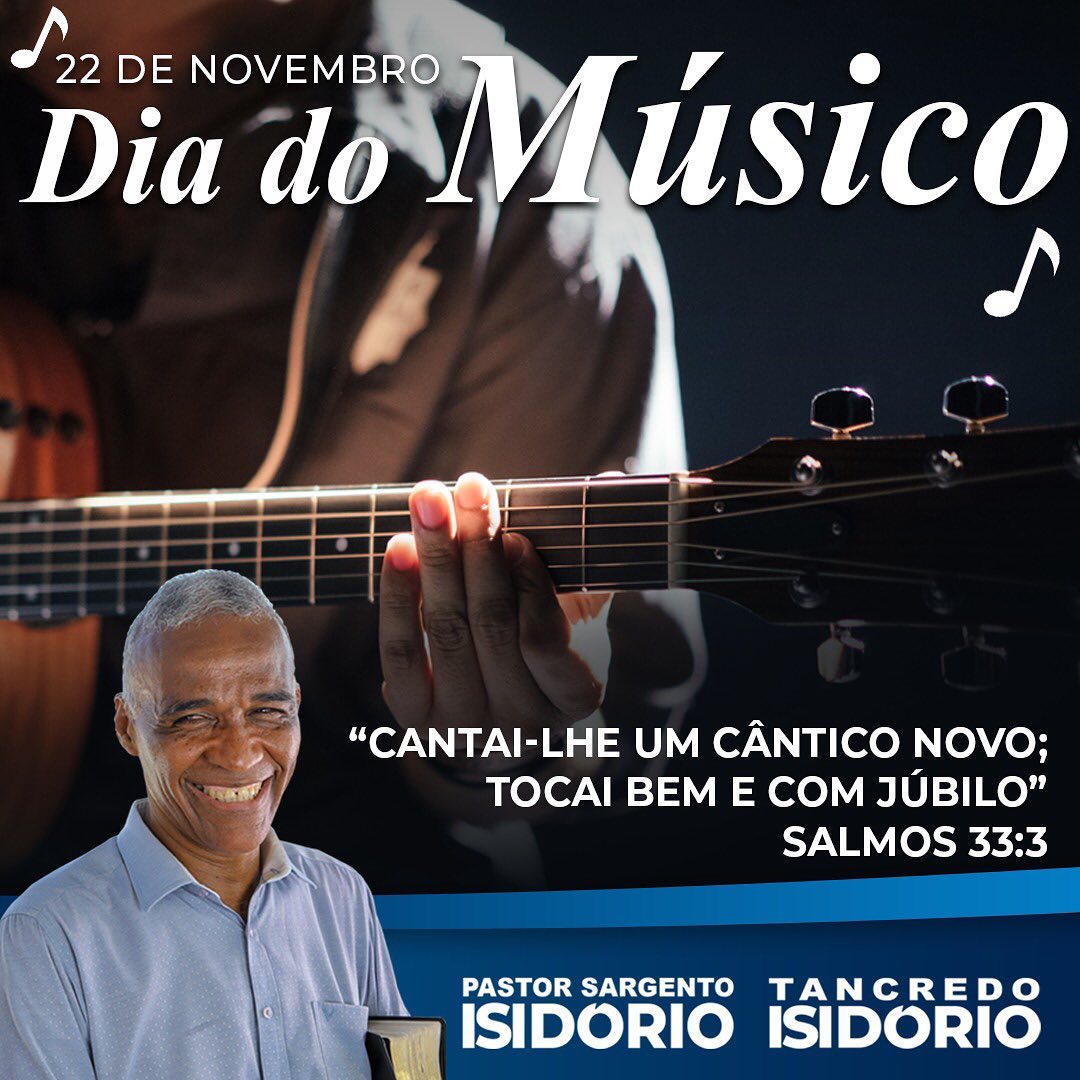 22 DE NOVEMBRO
Dia do Músico
“CANTAI-LHE UM CÂNTICO NOVO;
TOCAI BEM E COM JÚBILO”
SALMOS 33:3
PASTOR SARGENTO
ISIDÓRIO
TANCREDO
ISIDÓRIO